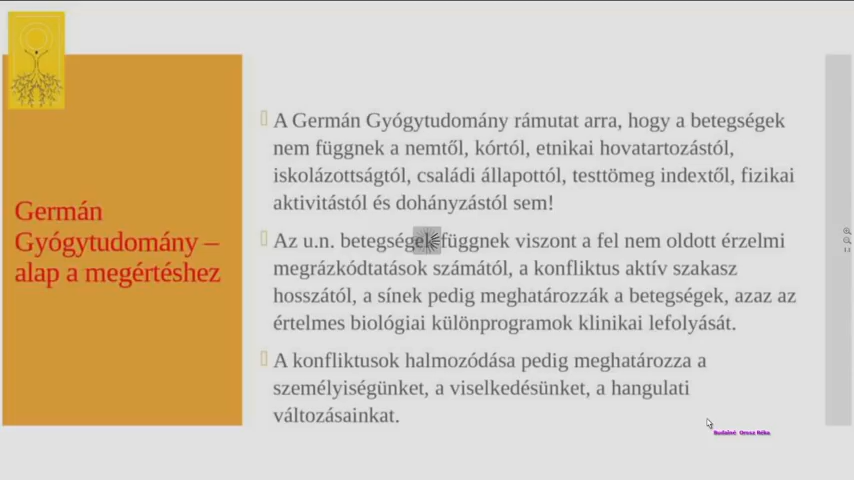 Germán
Gyógytudomány –
alap a megértéshez
A Germán Gyógytudomány rámutat arra, hogy a betegségek
nem függnek a nemtől, kórtól, etnikai hovatartozástól,
iskolázottságtól, családi állapottól, testtömeg indextől, fizikai
aktivitástól és dohányzástól sem!
Az u.n. betegségek függnek viszont a fel nem oldott érzelmi
megrázkódtatások számától, a konfliktus aktív szakasz
hosszától, a sínek pedig meghatározzák a betegségek, azaz az
értelmes biológiai különprogramok klinikai lefolyását.
A konfliktusok halmozódása pedig meghatározza a
személyiségünket, a viselkedésünket, a hangulati
változásainkat.
Budainé Orosz Réka